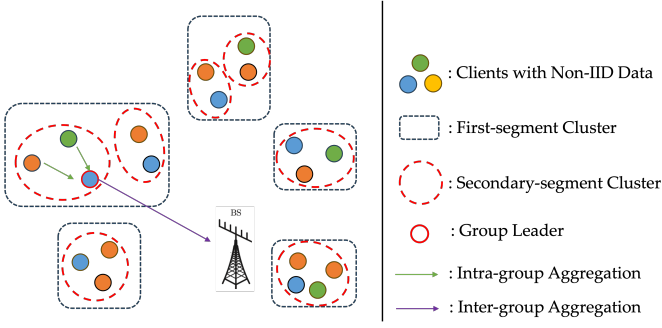 BS
: Clients with Non-IID Data
: First-segment Cluster
: Secondary-segment Cluster
: Group Leader
: Intra-group Aggregation
: Inter-group Aggregation